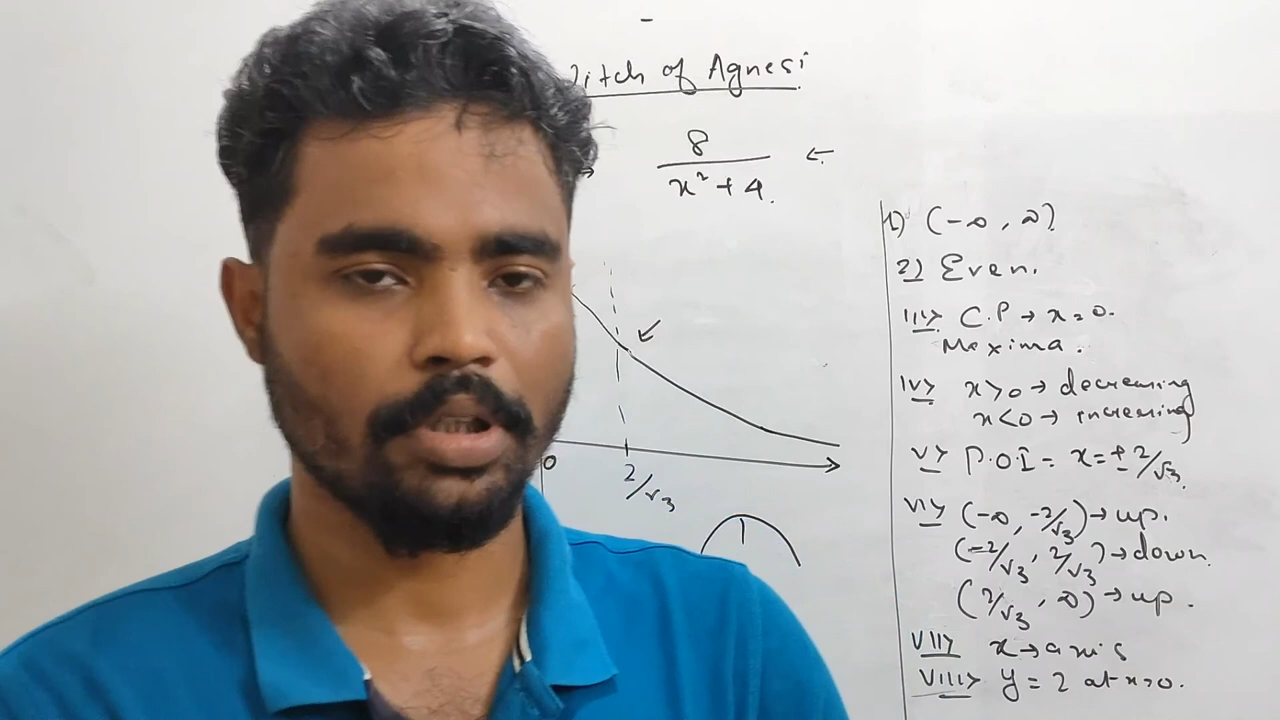 Witch of Agnesi
8
x² + 4.
0
2/√3
1) (-∞, ∞)
2) Even.
iii> C.P → x=0.
Mexima.
iv> x>0 → decreasing
x<0 → increasing
v> P.O.I = x=±2/√3.
vi> (-∞, -2/√3) → up.
(-2/√3, 2/√3) → down.
(2/√3, ∞) → up.
vii> x → axis
viii> y = 2 at x=0.